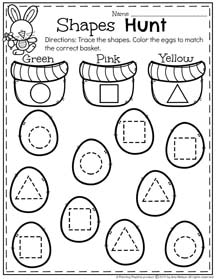 Name
Shapes Hunt
Directions: Trace the shapes. Color the eggs to match
the correct basket.
Green Pink Yellow